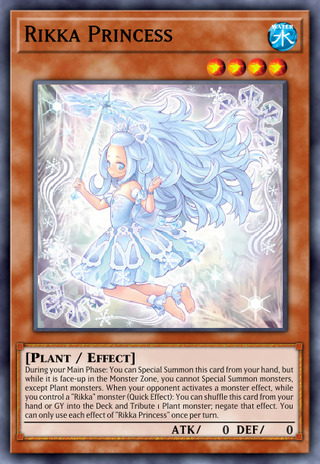 Rikka Princess
WATER
水
[Plant / Effect]
During your Main Phase: You can Special Summon this card from your hand, but
while it is face-up in the Monster Zone, you cannot Special Summon monsters,
except Plant monsters. When your opponent activates a monster effect, while
you control a "Rikka" monster (Quick Effect): You can shuffle this card from your
hand or GY into the Deck and Tribute 1 Plant monster; negate that effect. You
can only use each effect of "Rikka Princess" once per turn.
ATK/ 0 DEF/ 0